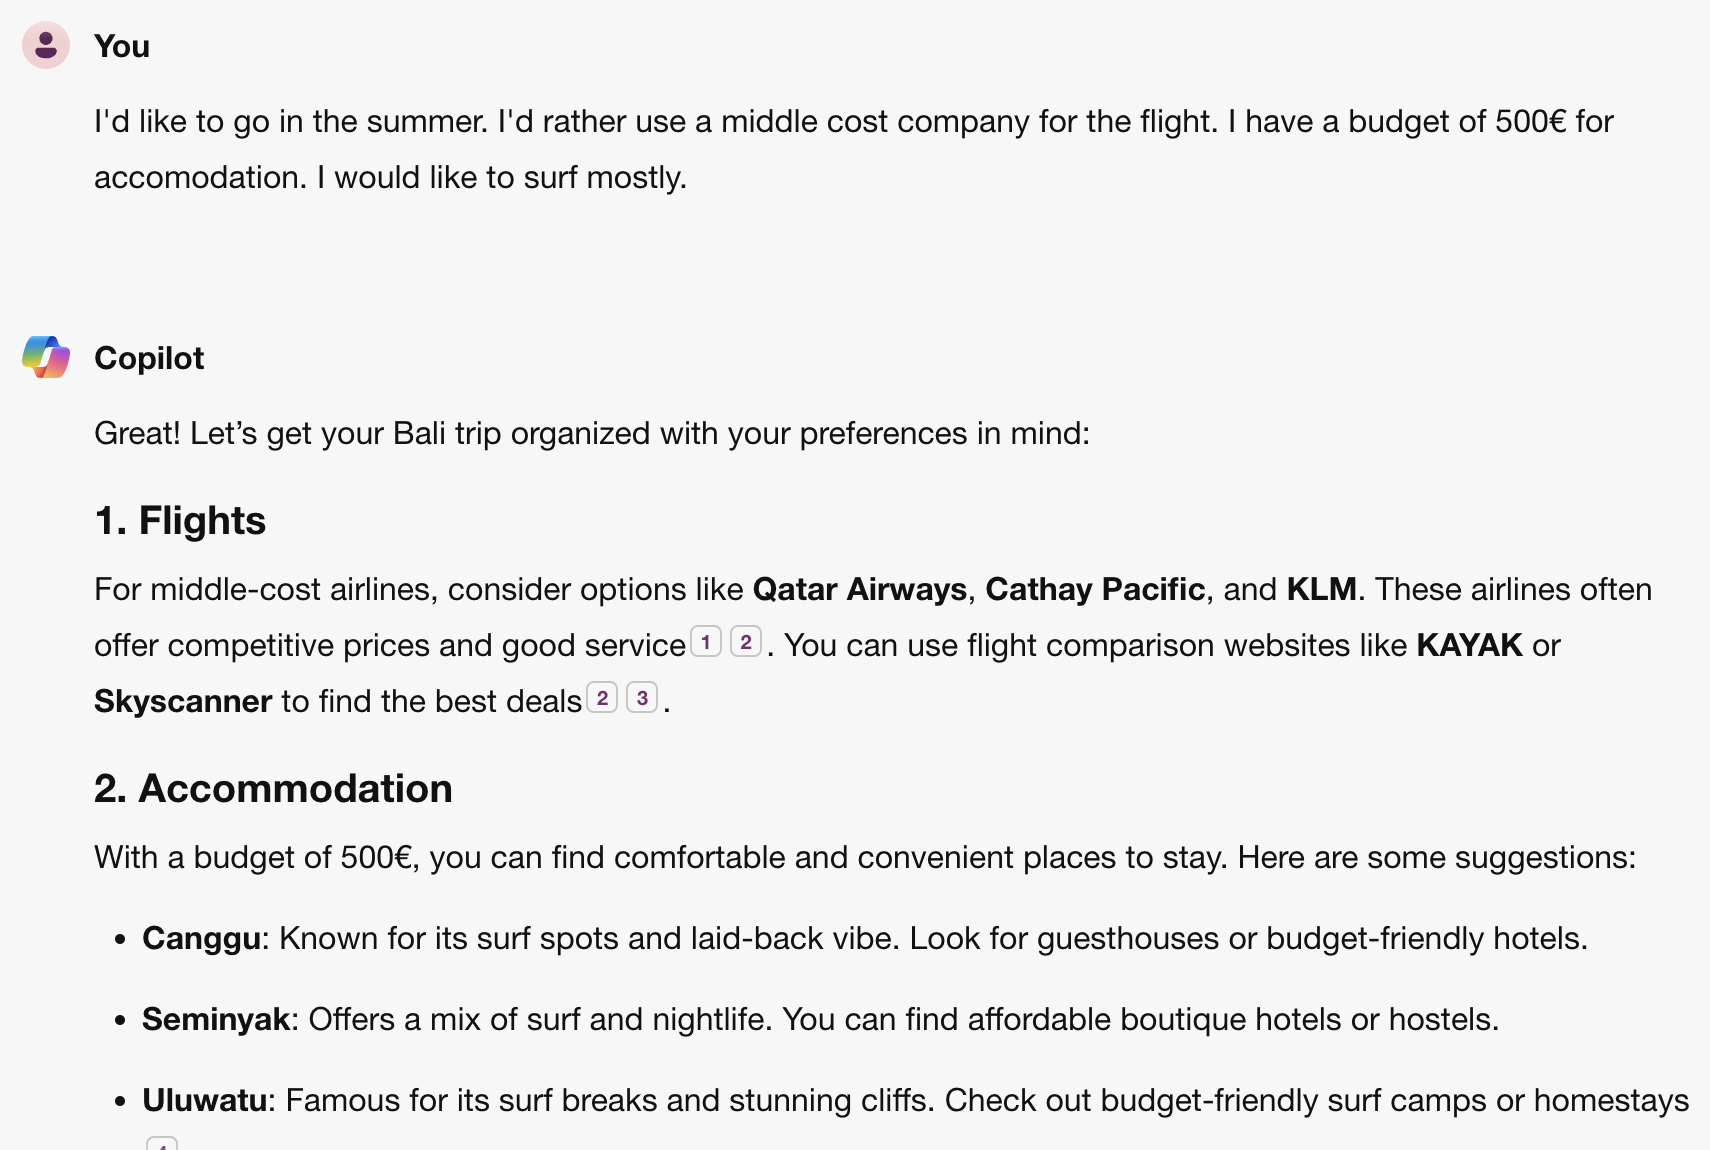 You
I'd like to go in the summer. I'd rather use a middle cost company for the flight. I have a budget of 500€ for
accomodation. I would like to surf mostly.
Copilot
Great! Let’s get your Bali trip organized with your preferences in mind:
1. Flights
For middle-cost airlines, consider options like Qatar Airways, Cathay Pacific, and KLM. These airlines often
offer competitive prices and good service 1 2 . You can use flight comparison websites like KAYAK or
Skyscanner to find the best deals 2 3 .
2. Accommodation
With a budget of 500€, you can find comfortable and convenient places to stay. Here are some suggestions:
• Canggu: Known for its surf spots and laid-back vibe. Look for guesthouses or budget-friendly hotels.
• Seminyak: Offers a mix of surf and nightlife. You can find affordable boutique hotels or hostels.
• Uluwatu: Famous for its surf breaks and stunning cliffs. Check out budget-friendly surf camps or homestays